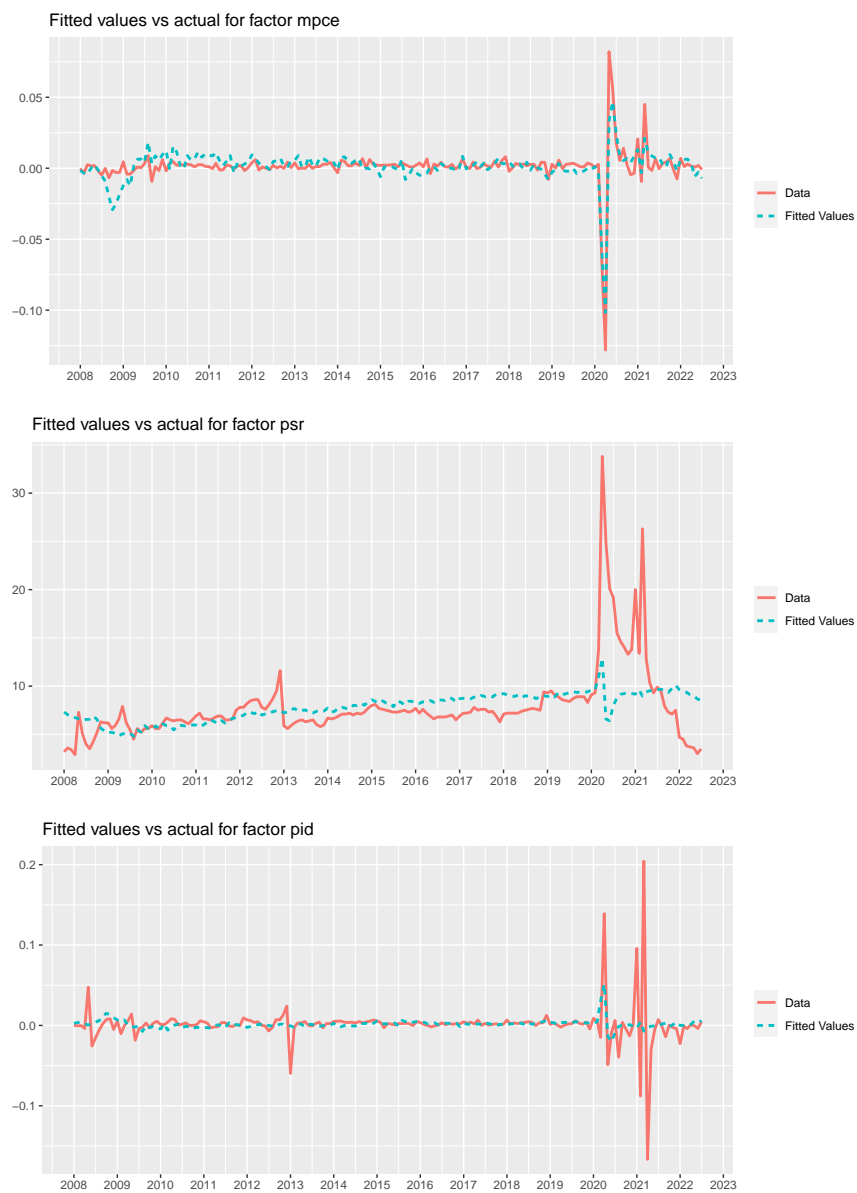 Fitted values vs actual for factor mpce
0.05
0.00
−0.05
−0.10
2008 2009 2010 2011 2012 2013 2014 2015 2016 2017 2018 2019 2020 2021 2022 2023
Data
Fitted Values
Fitted values vs actual for factor psr
30
20
10
2008 2009 2010 2011 2012 2013 2014 2015 2016 2017 2018 2019 2020 2021 2022 2023
Data
Fitted Values
Fitted values vs actual for factor pid
0.2
0.1
0.0
−0.1
2008 2009 2010 2011 2012 2013 2014 2015 2016 2017 2018 2019 2020 2021 2022 2023
Data
Fitted Values